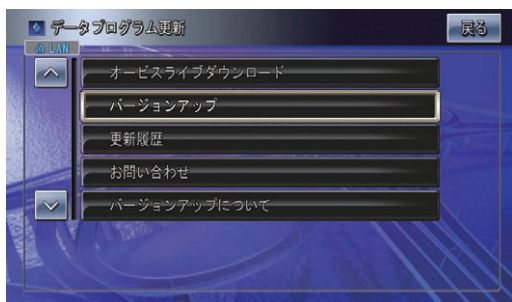 データプログラム更新
戻る
LAN
オービスライブダウンロード
バージョンアップ
更新履歴
お問い合わせ
バージョンアップについて